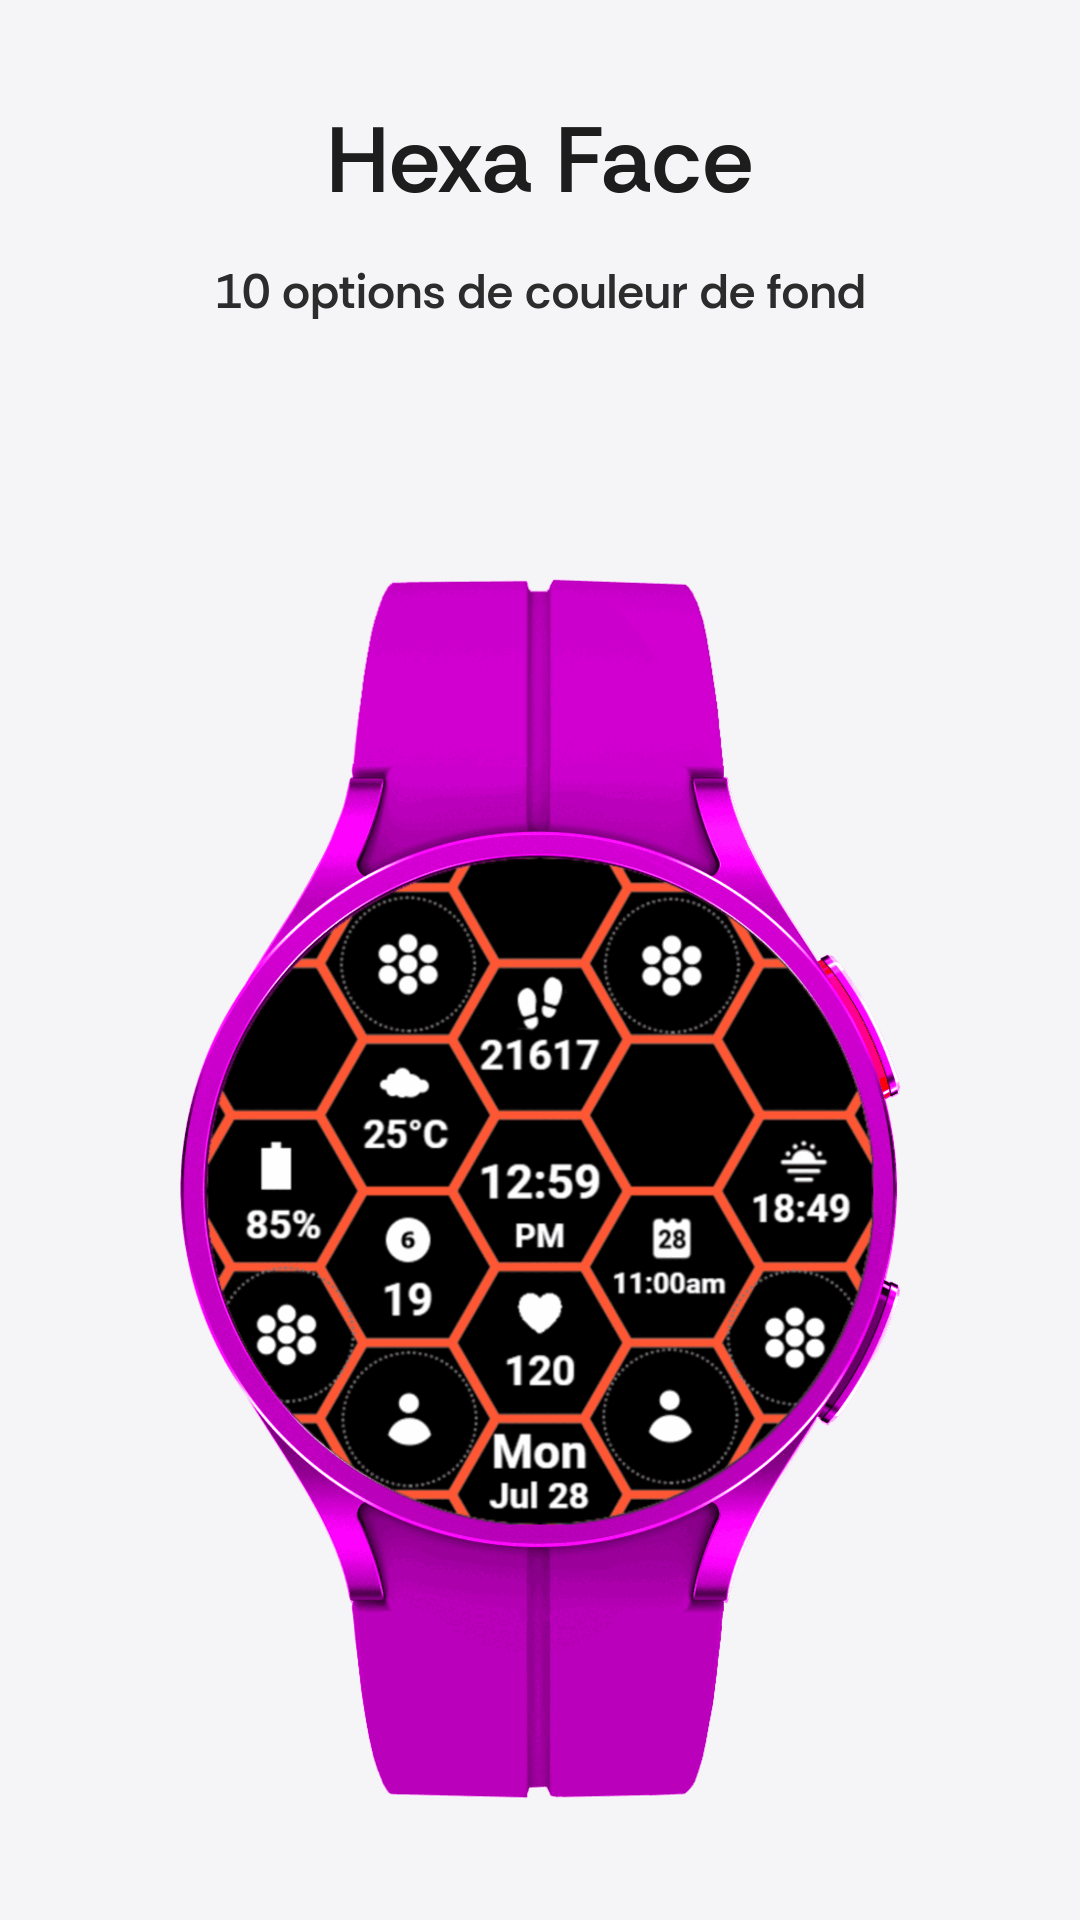 Hexa Face
10 options de couleur de fond
21617
25°C
12:59
PM
18:49
85%
6
19
28
11:00am
120
Mon
Jul 28